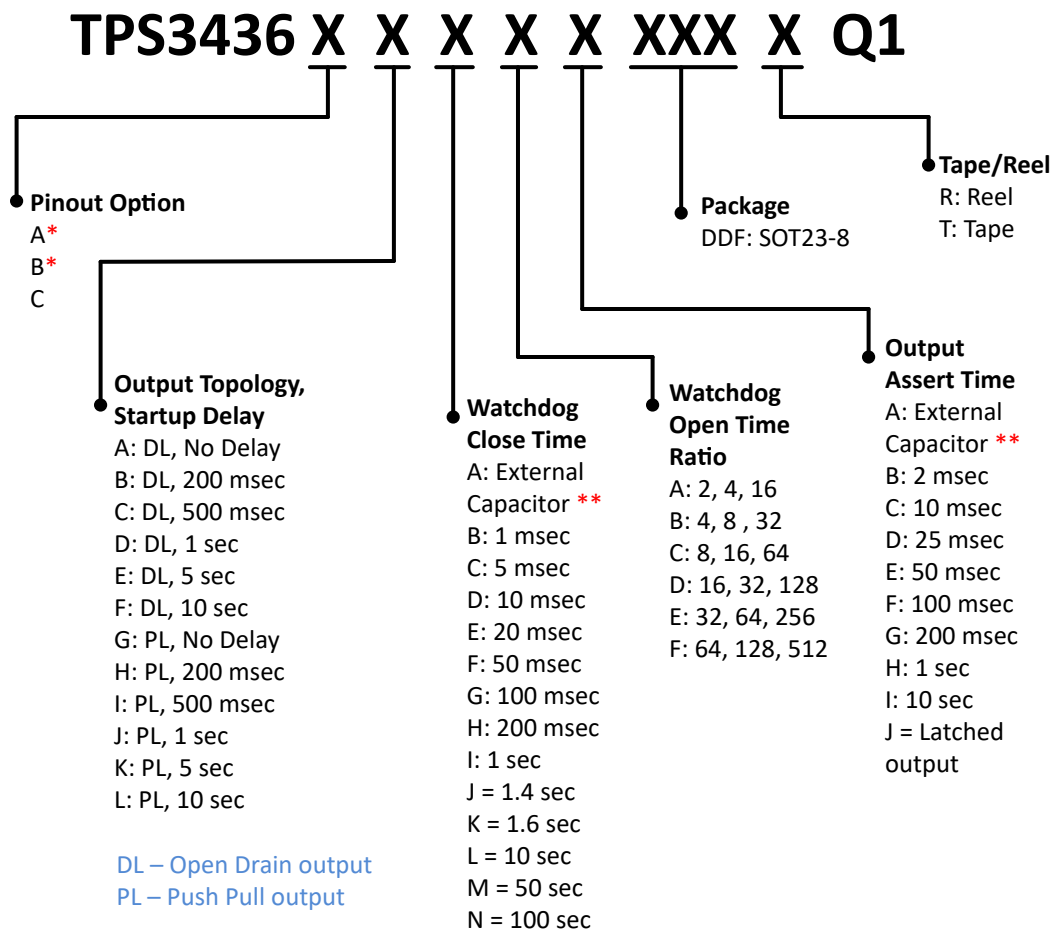 TPS3436 X X X X X XXX X Q1
Pinout Option
A*
B*
C
Output Topology,
Startup Delay
A: DL, No Delay
B: DL, 200 msec
C: DL, 500 msec
D: DL, 1 sec
E: DL, 5 sec
F: DL, 10 sec
G: PL, No Delay
H: PL, 200 msec
I: PL, 500 msec
J: PL, 1 sec
K: PL, 5 sec
L: PL, 10 sec
DL – Open Drain output
PL – Push Pull output
Watchdog
Close Time
A: External
Capacitor **
B: 1 msec
C: 5 msec
D: 10 msec
E: 20 msec
F: 50 msec
G: 100 msec
H: 200 msec
I: 1 sec
J = 1.4 sec
K = 1.6 sec
L = 10 sec
M = 50 sec
N = 100 sec
Watchdog
Open Time
Ratio
A: 2, 4, 16
B: 4, 8 , 32
C: 8, 16, 64
D: 16, 32, 128
E: 32, 64, 256
F: 64, 128, 512
Package
DDF: SOT23-8
Output
Assert Time
A: External
Capacitor **
B: 2 msec
C: 10 msec
D: 25 msec
E: 50 msec
F: 100 msec
G: 200 msec
H: 1 sec
I: 10 sec
J = Latched
output
Tape/Reel
R: Reel
T: Tape